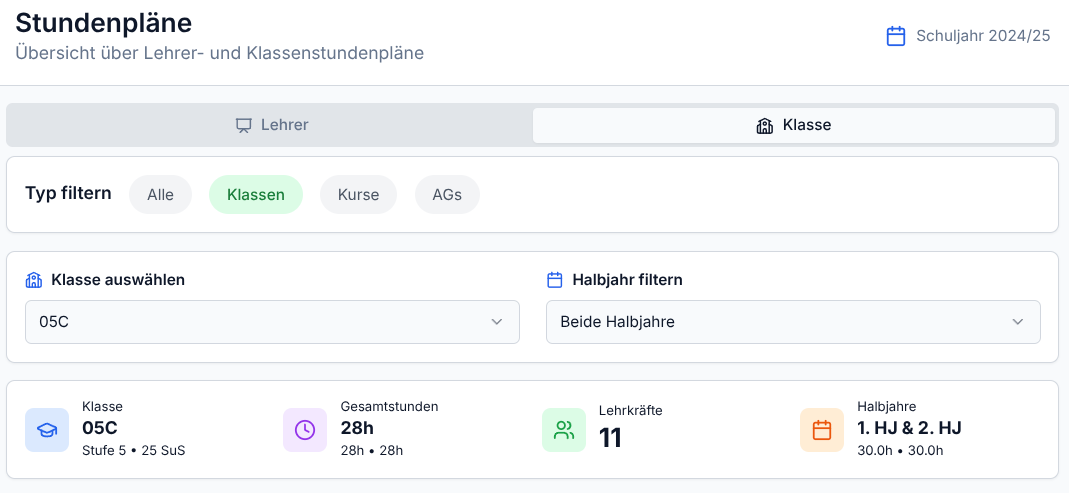 Stundenpläne
Übersicht über Lehrer- und Klassenstundenpläne
Schuljahr 2024/25
Lehrer
Klasse
Typ filtern
Alle
Klassen
Kurse
AGs
Klasse auswählen
05C
Halbjahr filtern
Beide Halbjahre
Klasse
05C
Stufe 5 • 25 SuS
Gesamtstunden
28h
28h • 28h
Lehrkräfte
11
Halbjahre
1. HJ & 2. HJ
30.0h • 30.0h